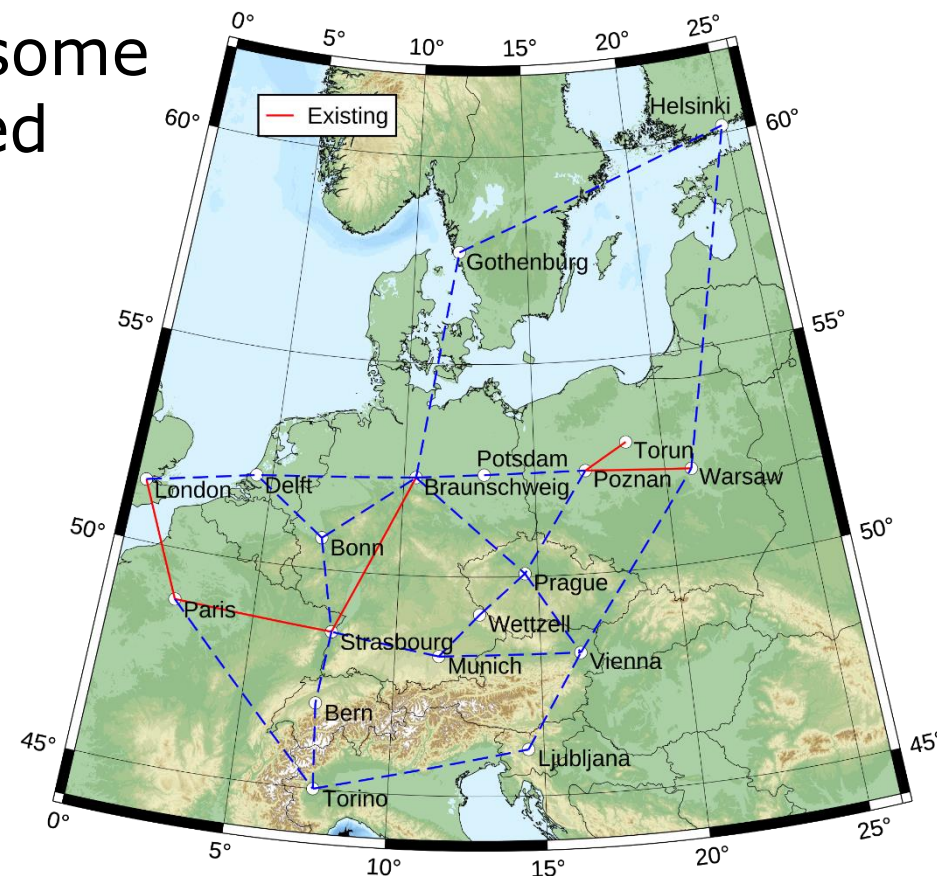 some
ed
0°
5°
10°
15°
20°
25°
Existing
Helsinki
60°
60°
Gothenburg
55°
55°
Torun
Potsdam
Poznan
Warsaw
London
Delft
Braunschweig
50°
50°
Bonn
Prague
Paris
Wettzell
Strasbourg
Munich
Vienna
Bern
45°
45°
Ljubljana
Torino
0°
5°
10°
15°
20°
25°